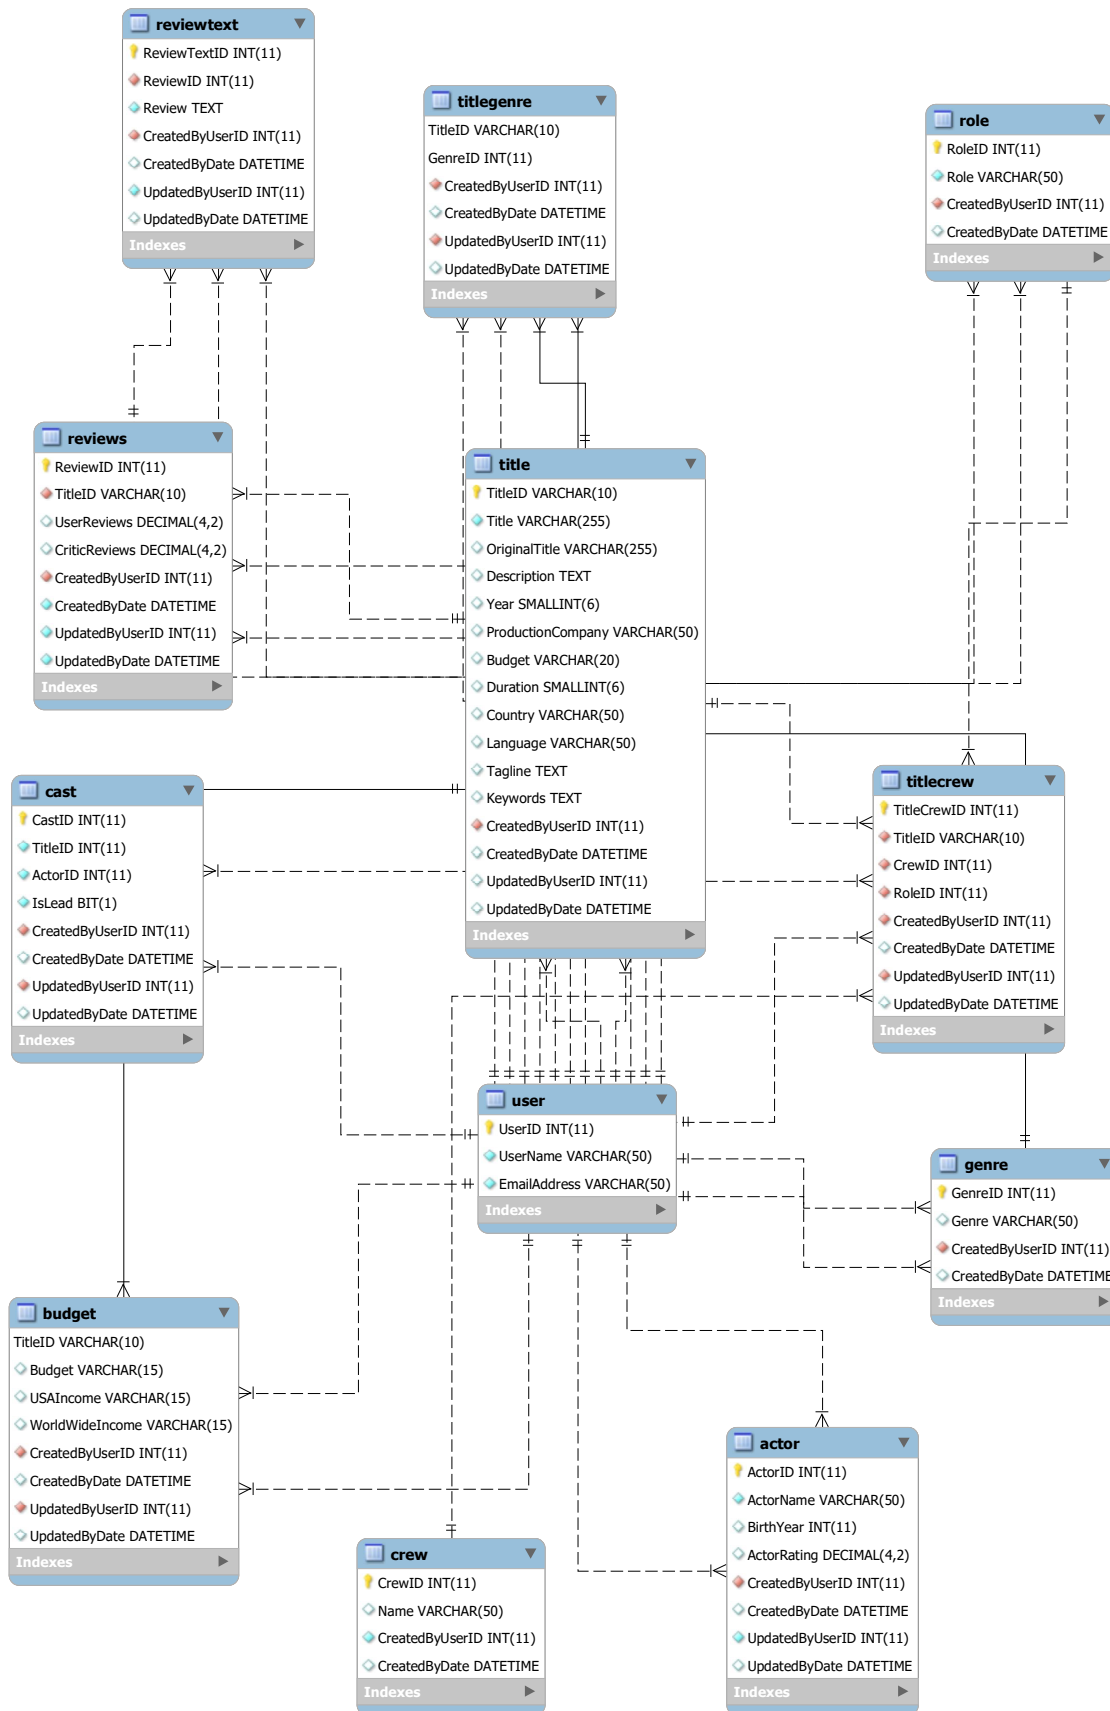 reviewtext
ReviewTextID INT(11)
ReviewID INT(11)
Review TEXT
CreatedByUserID INT(11)
CreatedByDate DATETIME
UpdatedByUserID INT(11)
UpdatedByDate DATETIME
Indexes
titlegenre
TitleID VARCHAR(10)
GenreID INT(11)
CreatedByUserID INT(11)
CreatedByDate DATETIME
UpdatedByUserID INT(11)
UpdatedByDate DATETIME
Indexes
role
RoleID INT(11)
Role VARCHAR(50)
CreatedByUserID INT(11)
CreatedByDate DATETIME
Indexes
reviews
ReviewID INT(11)
TitleID VARCHAR(10)
UserReviews DECIMAL(4,2)
CriticReviews DECIMAL(4,2)
CreatedByUserID INT(11)
CreatedByDate DATETIME
UpdatedByUserID INT(11)
UpdatedByDate DATETIME
Indexes
title
TitleID VARCHAR(10)
Title VARCHAR(255)
OriginalTitle VARCHAR(255)
Description TEXT
Year SMALLINT(6)
ProductionCompany VARCHAR(50)
Budget VARCHAR(20)
Duration SMALLINT(6)
Country VARCHAR(50)
Language VARCHAR(50)
Tagline TEXT
Keywords TEXT
CreatedByUserID INT(11)
CreatedByDate DATETIME
UpdatedByUserID INT(11)
UpdatedByDate DATETIME
Indexes
cast
CastID INT(11)
TitleID INT(11)
ActorID INT(11)
IsLead BIT(1)
CreatedByUserID INT(11)
CreatedByDate DATETIME
UpdatedByUserID INT(11)
UpdatedByDate DATETIME
Indexes
titlecrew
TitleCrewID INT(11)
TitleID VARCHAR(10)
CrewID INT(11)
RoleID INT(11)
CreatedByUserID INT(11)
CreatedByDate DATETIME
UpdatedByUserID INT(11)
UpdatedByDate DATETIME
Indexes
user
UserID INT(11)
UserName VARCHAR(50)
EmailAddress VARCHAR(50)
Indexes
genre
GenreID INT(11)
Genre VARCHAR(50)
CreatedByUserID INT(11)
CreatedByDate DATETIME
Indexes
budget
TitleID VARCHAR(10)
Budget VARCHAR(15)
USAIncome VARCHAR(15)
WorldWideIncome VARCHAR(15)
CreatedByUserID INT(11)
CreatedByDate DATETIME
UpdatedByUserID INT(11)
UpdatedByDate DATETIME
Indexes
crew
CrewID INT(11)
Name VARCHAR(50)
CreatedByUserID INT(11)
CreatedByDate DATETIME
Indexes
actor
ActorID INT(11)
ActorName VARCHAR(50)
BirthYear INT(11)
ActorRating DECIMAL(4,2)
CreatedByUserID INT(11)
CreatedByDate DATETIME
UpdatedByUserID INT(11)
UpdatedByDate DATETIME
Indexes